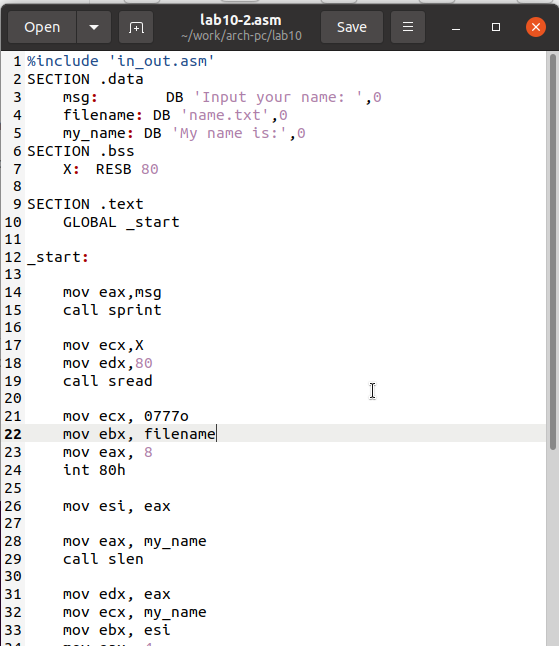 Open
lab10-2.asm
~/work/arch-pc/lab10
Save
1 %include 'in_out.asm'
2 SECTION .data
3 msg: DB 'Input your name: ',0
4 filename: DB 'name.txt',0
5 my_name: DB 'My name is:',0
6 SECTION .bss
7 X: RESB 80
8
9 SECTION .text
10 GLOBAL _start
11
12 _start:
13
14 mov eax,msg
15 call sprint
16
17 mov ecx,X
18 mov edx,80
19 call sread
20
21 mov ecx, 0777o
22 mov ebx, filename
23 mov eax, 8
24 int 80h
25
26 mov esi, eax
27
28 mov eax, my_name
29 call slen
30
31 mov edx, eax
32 mov ecx, my_name
33 mov ebx, esi